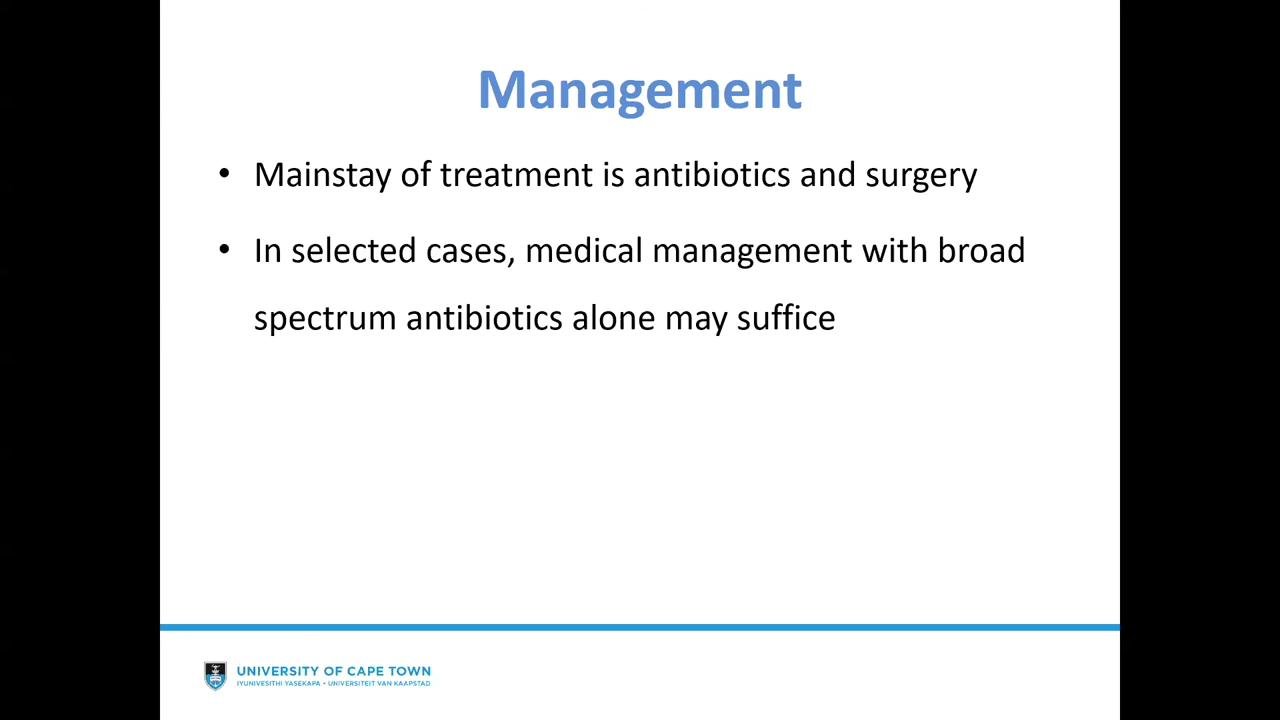 Management
• Mainstay of treatment is antibiotics and surgery
• In selected cases, medical management with broad
spectrum antibiotics alone may suffice
UNIVERSITY OF CAPE TOWN
IYUNIVESITHI YASEKAPA • UNIVERSITEIT VAN KAAPSTAD